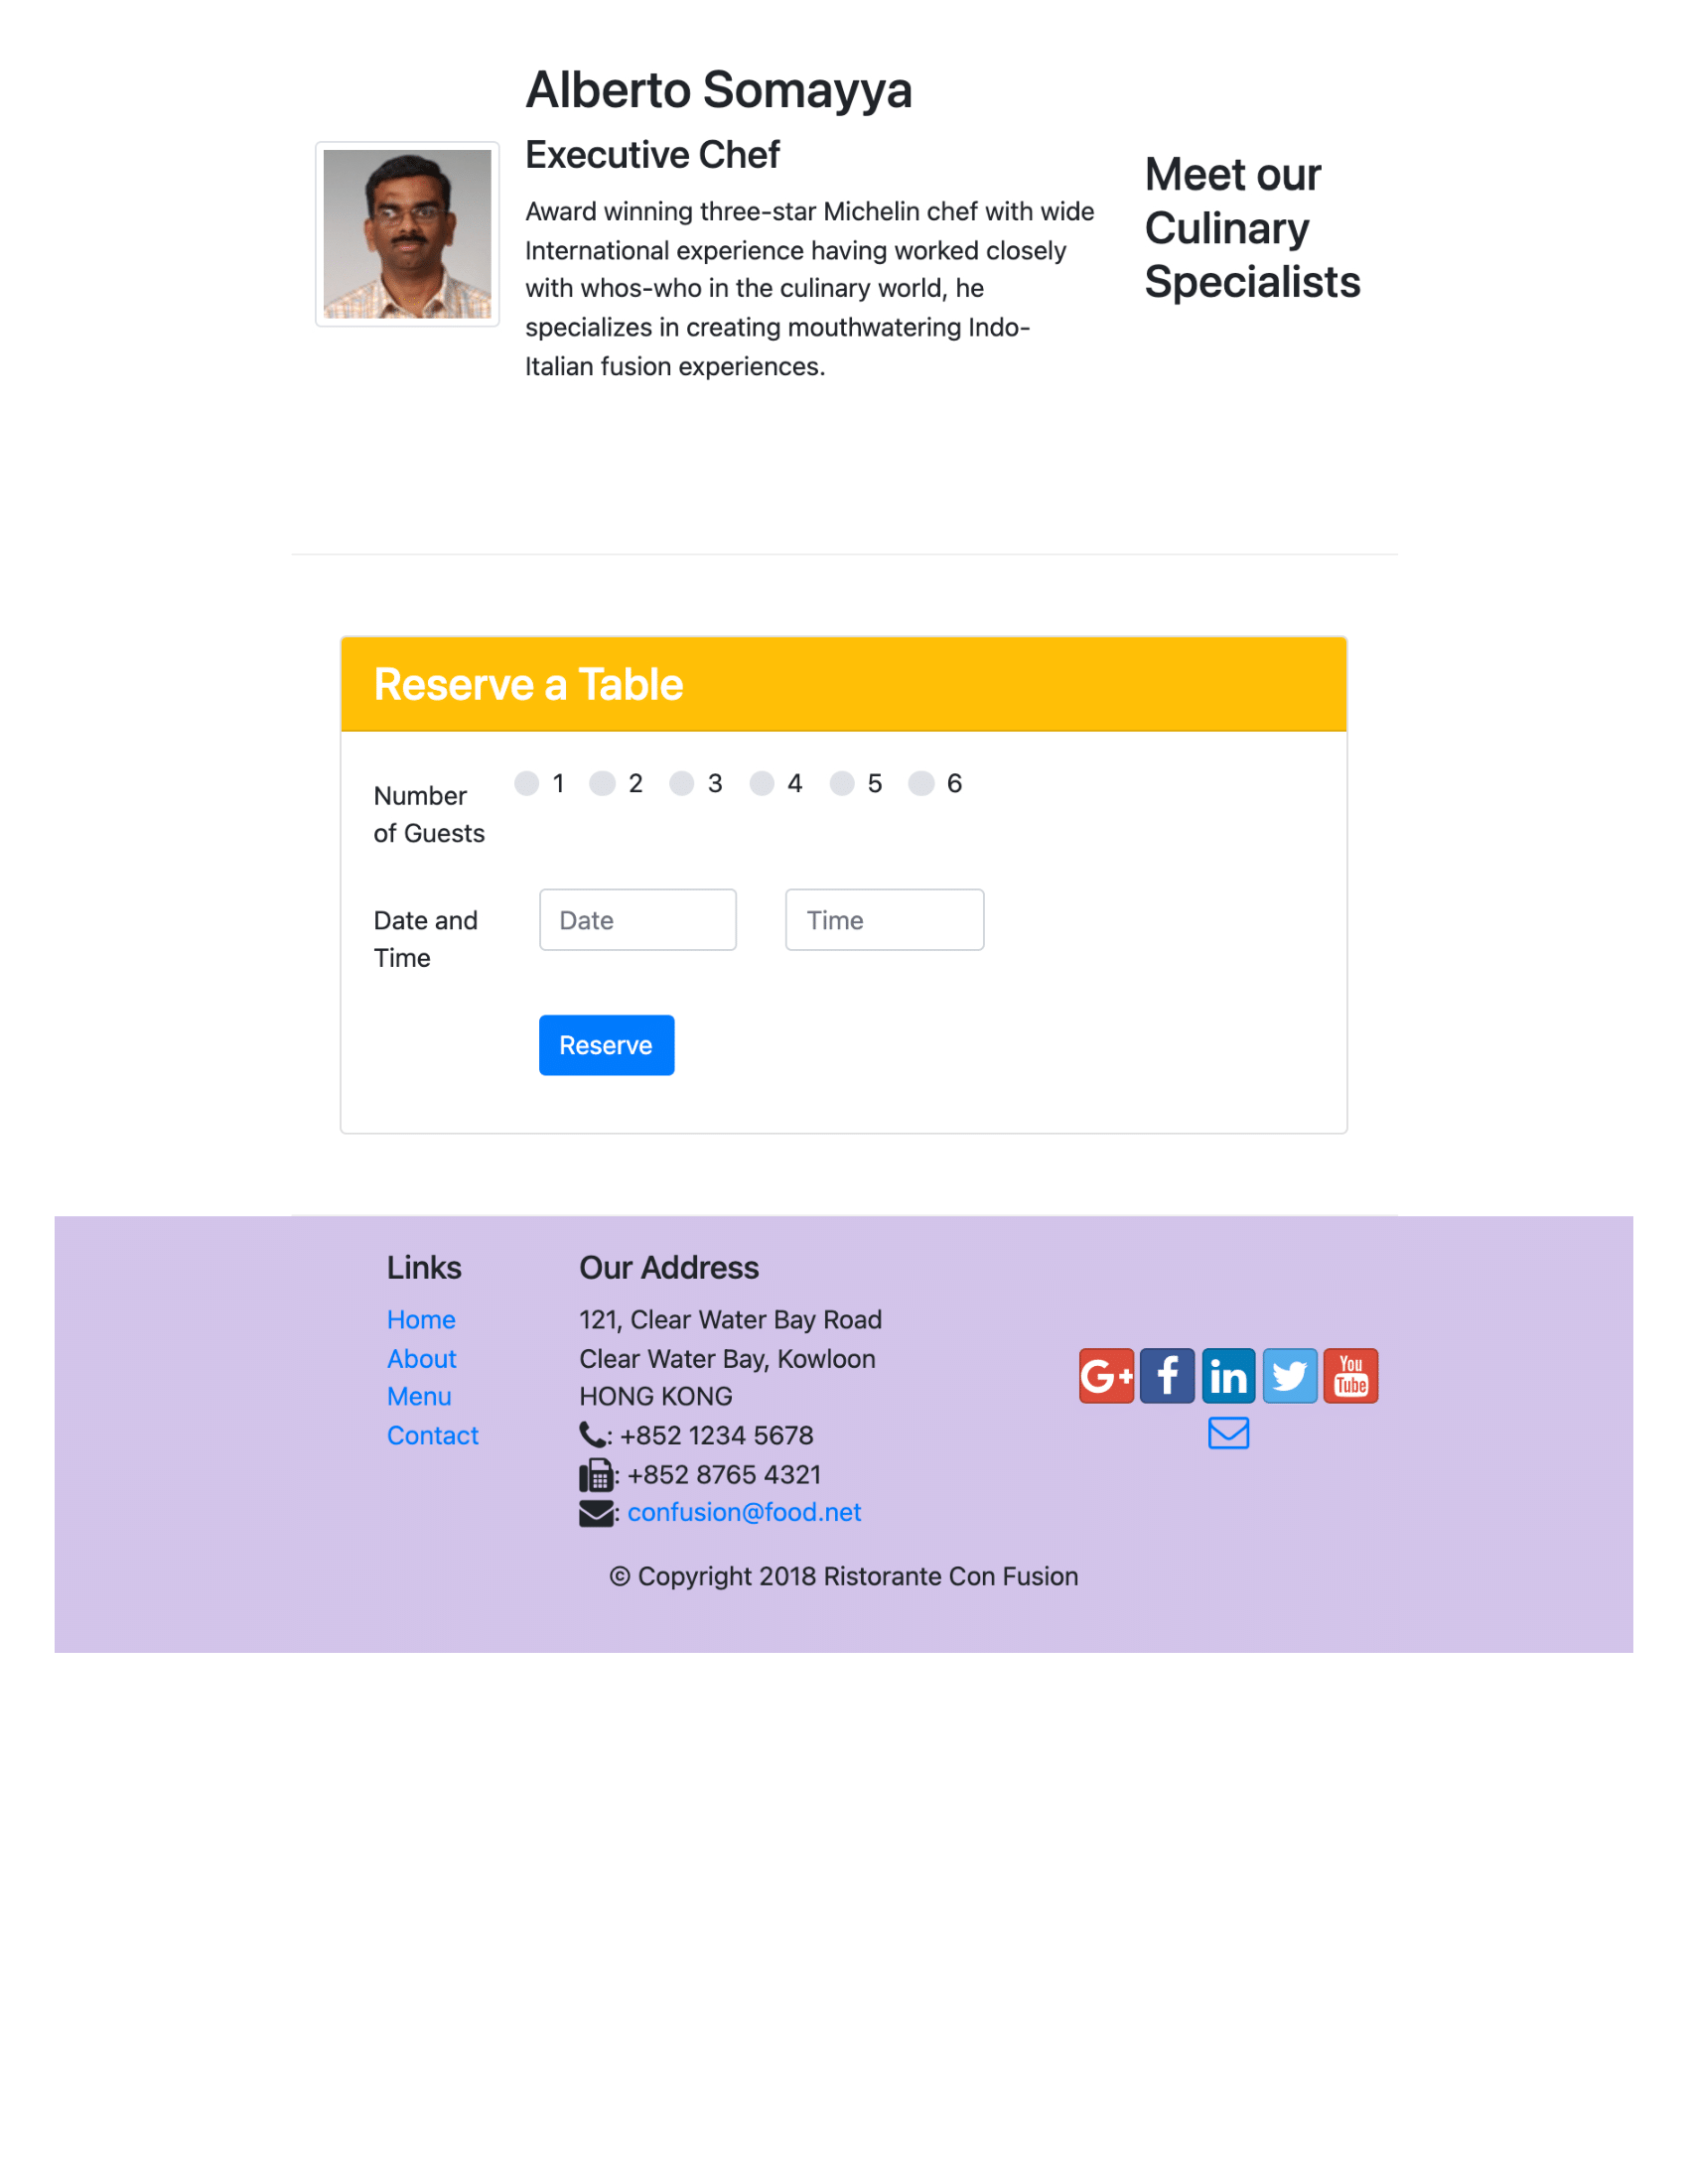 Alberto Somayya
Executive Chef
Award winning three-star Michelin chef with wide
International experience having worked closely
with whos-who in the culinary world, he
specializes in creating mouthwatering Indo-
Italian fusion experiences.
Meet our
Culinary
Specialists
Reserve a Table
Number
of Guests
1 2 3 4 5 6
Date and
Time
Date
Time
Reserve
Links
Home
About
Menu
Contact
Our Address
121, Clear Water Bay Road
Clear Water Bay, Kowloon
HONG KONG
: +852 1234 5678
: +852 8765 4321
: confusion@food.net
G+ f in You Tube
© Copyright 2018 Ristorante Con Fusion